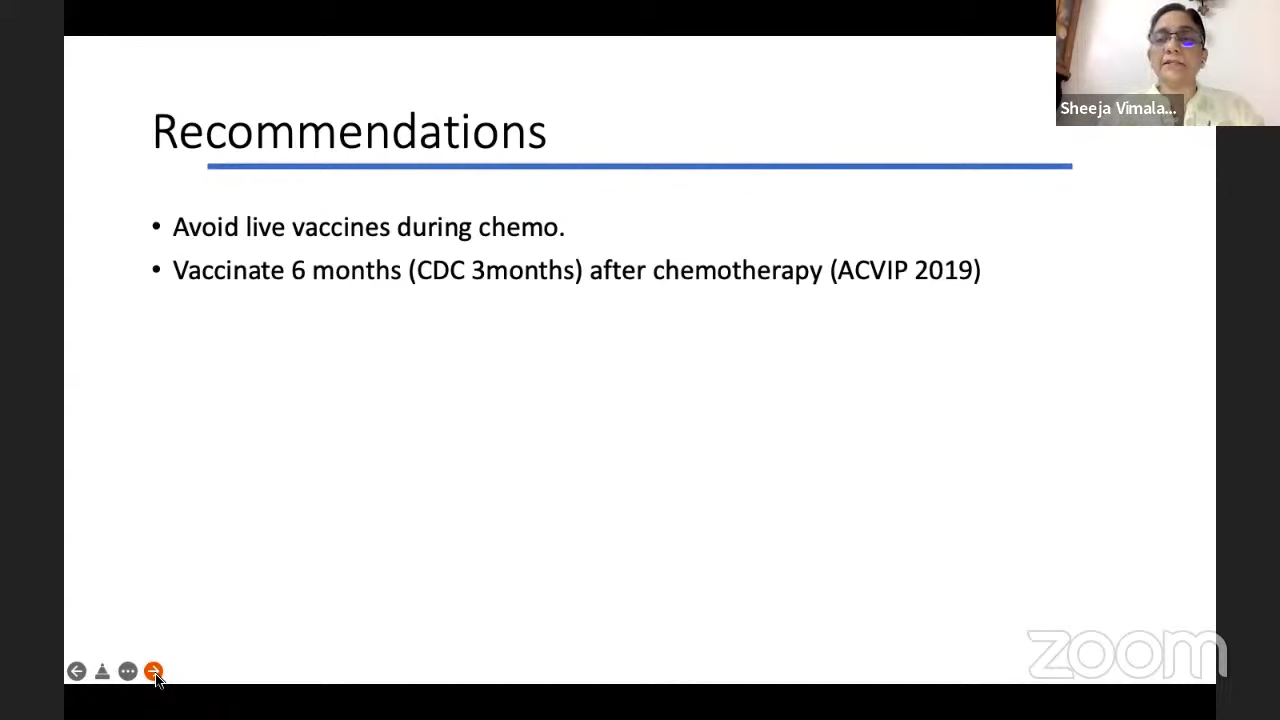 Sheeja Vimala...
Recommendations
• Avoid live vaccines during chemo.
• Vaccinate 6 months (CDC 3months) after chemotherapy (ACVIP 2019)
zoom